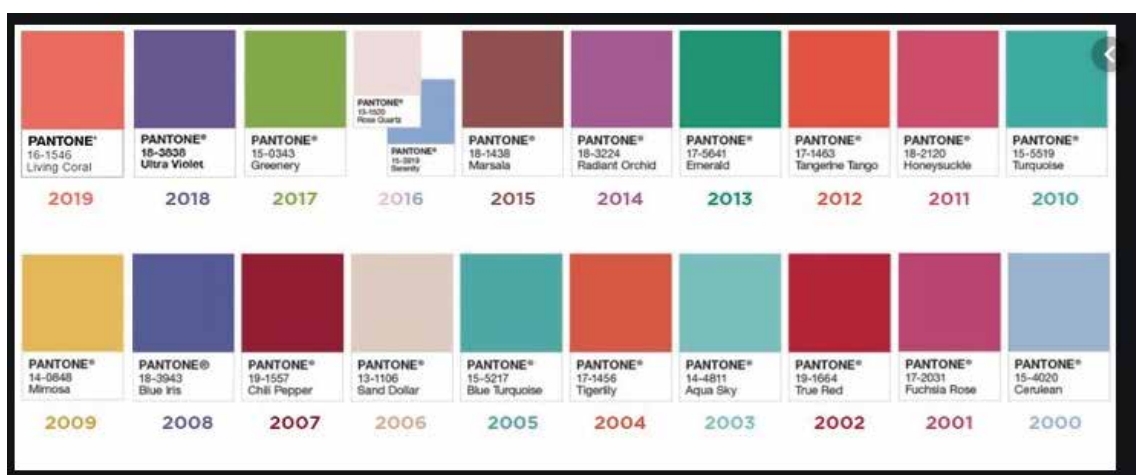 PANTONE®
16-1546
Living Coral
2019
PANTONE®
18-3838
Ultra Violet
2018
PANTONE®
15-0343
Greenery
2017
PANTONE®
13-1520
Rose Quartz
PANTONE®
15-3919
Serenity
2016
PANTONE®
18-1438
Marsala
2015
PANTONE®
18-3224
Radiant Orchid
2014
PANTONE®
17-5641
Emerald
2013
PANTONE®
17-1463
Tangerine Tango
2012
PANTONE®
18-2120
Honeysuckle
2011
PANTONE®
15-5519
Turquoise
2010
PANTONE®
14-0848
Mimosa
2009
PANTONE®
18-3943
Blue Iris
2008
PANTONE®
19-1557
Chili Pepper
2007
PANTONE®
13-1106
Sand Dollar
2006
PANTONE®
15-5217
Blue Turquoise
2005
PANTONE®
17-1456
Tigerlily
2004
PANTONE®
14-4811
Aqua Sky
2003
PANTONE®
19-1664
True Red
2002
PANTONE®
17-2031
Fuchsia Rose
2001
PANTONE®
15-4020
Cerulean
2000